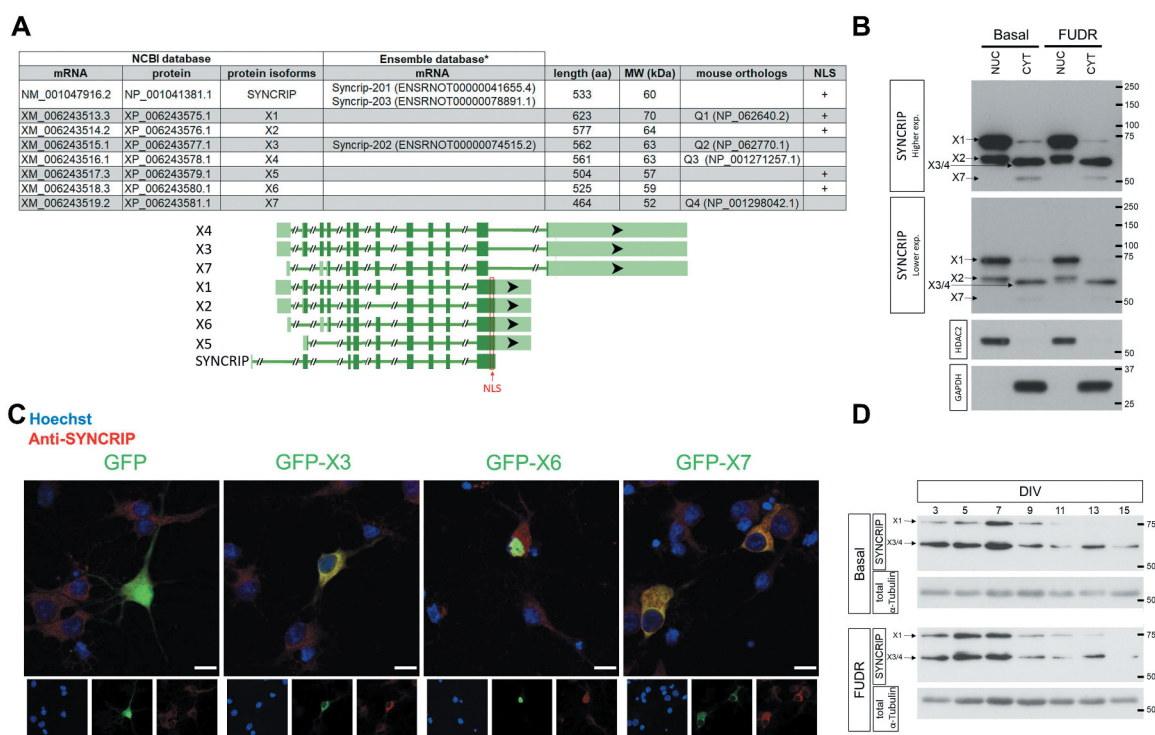 A
NCBI database Ensemble database*
mRNA protein protein isoforms mRNA length (aa) MW (kDa) mouse orthologs NLS
NM_001047916.2 NP_001041381.1 SYNCRIP Syncrip-201 (ENSRNOT00000041655.4) 533 60 +
Syncrip-203 (ENSRNOT00000078891.1)
XM_006243513.3 XP_006243575.1 X1 623 70 Q1 (NP_062640.2) +
XM_006243514.2 XP_006243576.1 X2 577 64 +
XM_006243515.1 XP_006243577.1 X3 Syncrip-202 (ENSRNOT00000074515.2) 562 63 Q2 (NP_062770.1)
XM_006243516.1 XP_006243578.1 X4 561 63 Q3 (NP_001271257.1)
XM_006243517.3 XP_006243579.1 X5 504 57 +
XM_006243518.3 XP_006243580.1 X6 525 59 +
XM_006243519.2 XP_006243581.1 X7 464 52 Q4 (NP_001298042.1)
X4
X3
X7
X1
X2
X6
X5
SYNCRIP
NLS
B
Basal FUDR
NUC CYT NUC CYT
SYNCRIP
Higher exp.
X1
X2
X3/4
X7
250
150
100
75
50
SYNCRIP
Lower exp.
X1
X2
X3/4
X7
250
150
100
75
50
HDAC2
50
GAPDH
37
25
C
Hoechst
Anti-SYNCRIP
GFP GFP-X3 GFP-X6 GFP-X7
D
DIV
3 5 7 9 11 13 15
Basal
SYNCRIP
X1
X3/4
75
50
total
α-Tubulin
50
FUDR
SYNCRIP
X1
X3/4
75
50
total
α-Tubulin
50